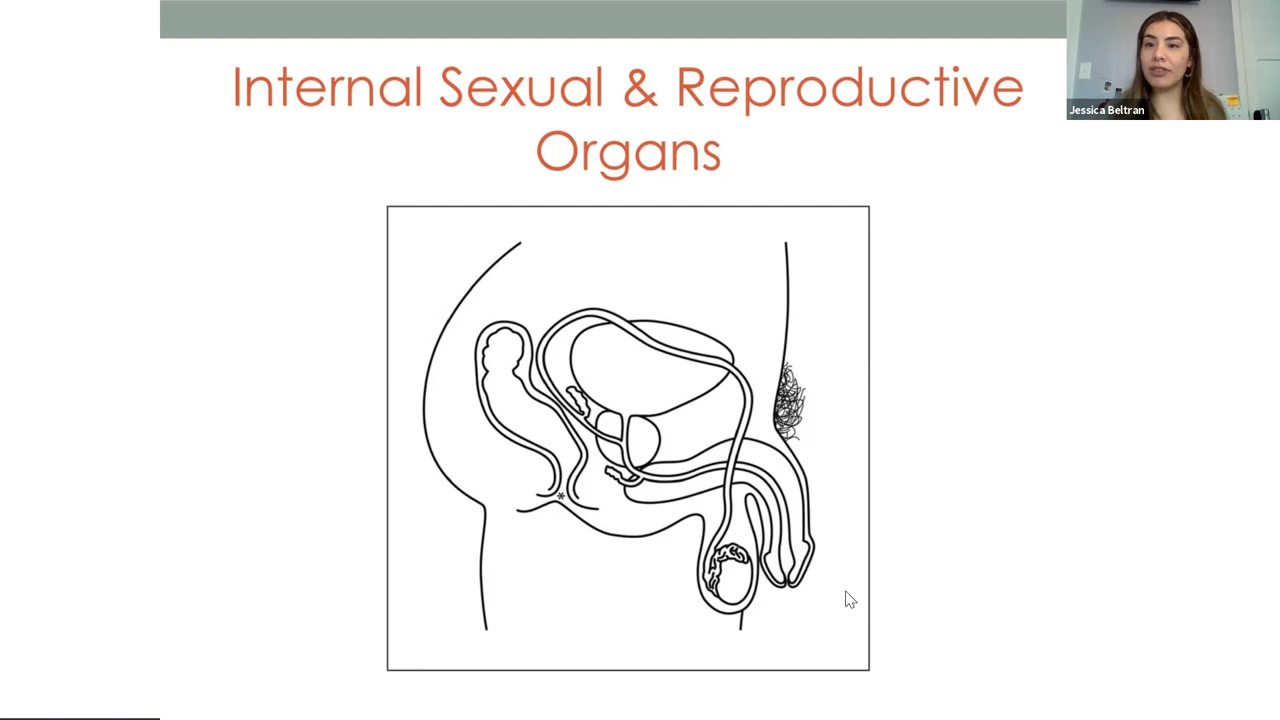 Internal Sexual & Reproductive
Organs
Jessica Beltran
*